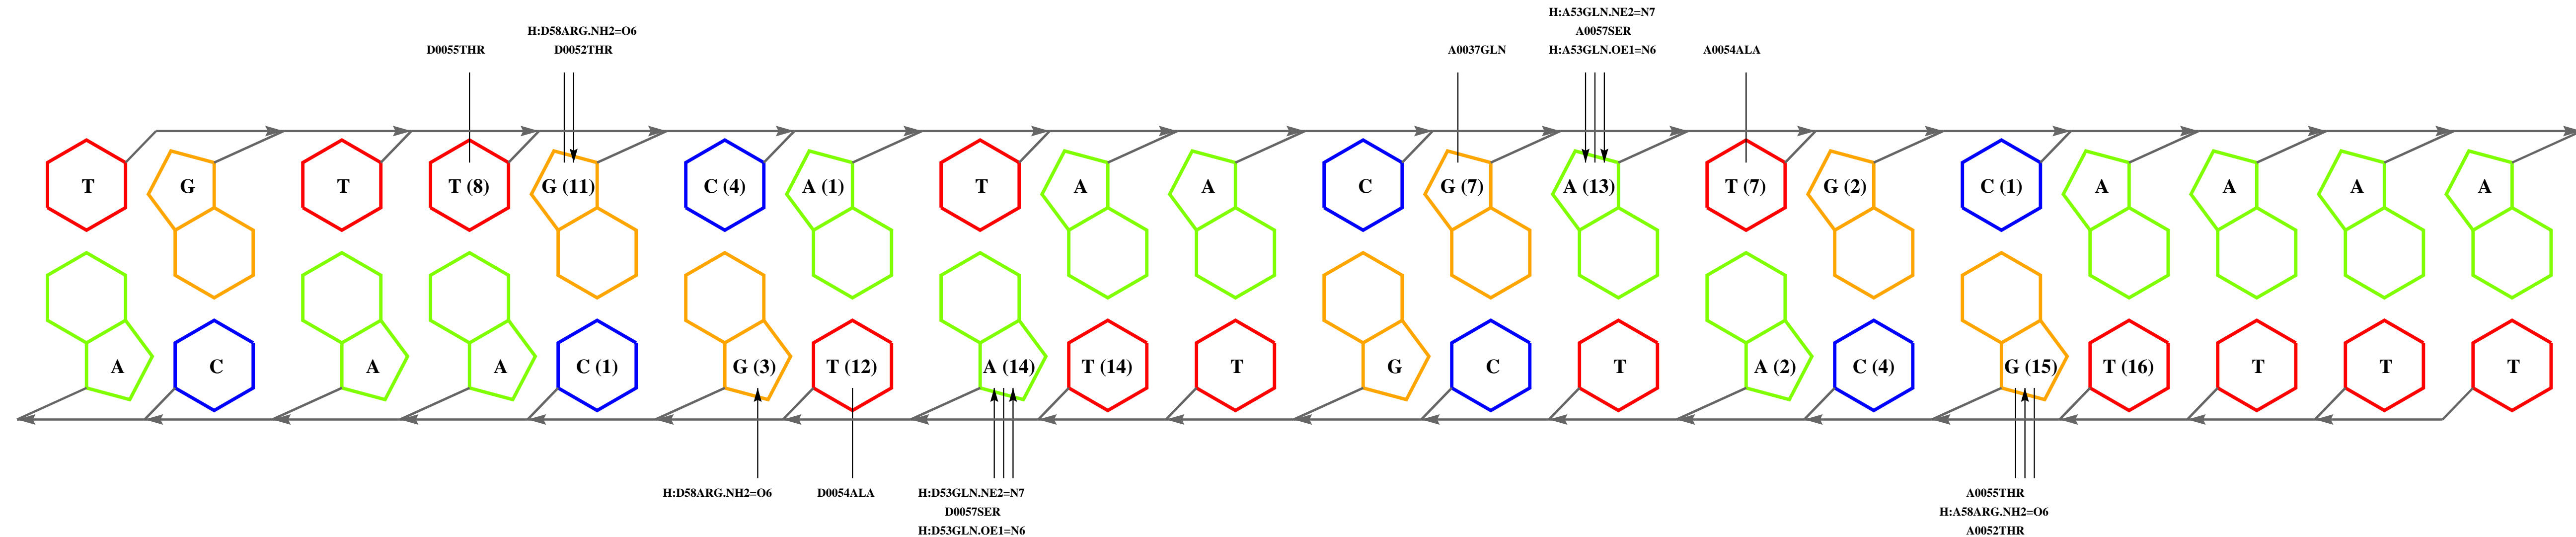 H:A53GLN.NE2=N7
H:D58ARG.NH2=O6 A0057SER
D0055THR D0052THR A0037GLN H:A53GLN.OE1=N6 A0054ALA
T G T T (8) G (11) C (4) A (1) T A A C G (7) A (13) T (7) G (2) C (1) A A A A
A C A A C (1) G (3) T (12) A (14) T (14) T G C T A (2) C (4) G (15) T (16) T T T
H:D58ARG.NH2=O6 D0054ALA H:D53GLN.NE2=N7 A0055THR
D0057SER H:A58ARG.NH2=O6
H:D53GLN.OE1=N6 A0052THR